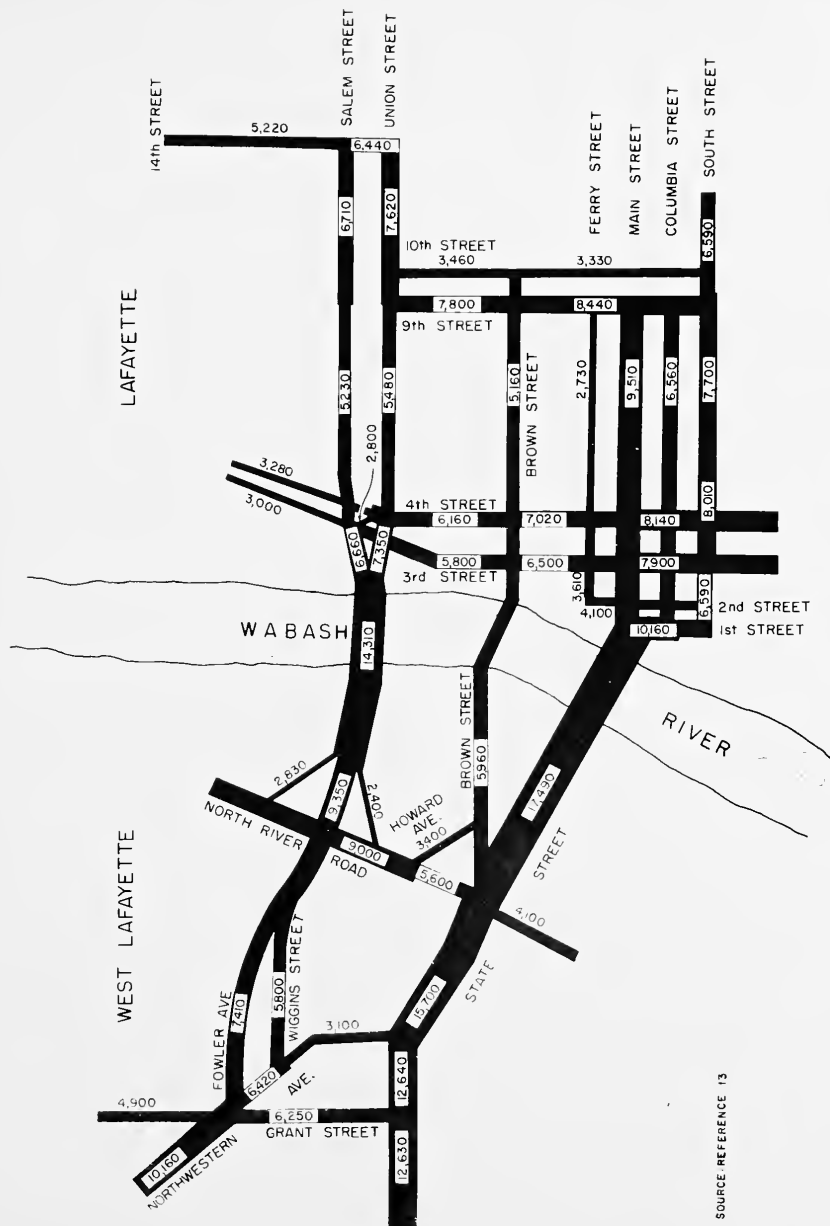 14th STREET
SALEM STREET
UNION STREET
5,220
6,440
LAFAYETTE
6,710
7,620
10th STREET
3,460
3,330
FERRY STREET
MAIN STREET
COLUMBIA STREET
SOUTH STREET
6,590
7,800
8,440
9th STREET
5,230
5,480
5,160
BROWN STREET
2,730
9,510
6,560
7,700
2,800
3,280
3,000
4th STREET
6,160
7,020
8,140
8,010
6,660
7,350
5,800
6,500
7,900
3rd STREET
3,610
4,100
6,590
2nd STREET
10,160
1st STREET
WABASH
RIVER
14,310
BROWN STREET
5,960
17,490
2,830
9,350
2,400
NORTH RIVER
ROAD
9000
HOWARD
AVE.
3400
5,600
4,100
STATE
STREET
WEST LAFAYETTE
FOWLER AVE
7,410
5800
WIGGINS STREET
3,100
15,700
6,420
AVE.
12,640
4,900
6,250
GRANT STREET
12,630
10,160
NORTHWESTERN
SOURCE: REFERENCE 13